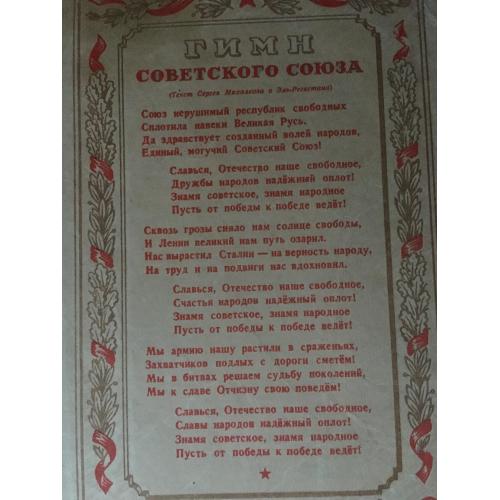 ГИМН
СОВЕТСКОГО СОЮЗА
(Текст Сергея Михалкова и Эль-Регистана)
Союз нерушимый республик свободных
Сплотила навеки Великая Русь.
Да здравствует созданный волей народов,
Единый, могучий Советский Союз!
Славься, Отечество наше свободное,
Дружбы народов надёжный оплот!
Знамя советское, знамя народное
Пусть от победы к победе ведёт!
Сквозь грозы сияло нам солнце свободы,
И Ленин великий нам путь озарил.
Нас вырастил Сталин — на верность народу,
На труд и на подвиги нас вдохновил.
Славься, Отечество наше свободное,
Счастья народов надёжный оплот!
Знамя советское, знамя народное
Пусть от победы к победе ведёт!
Мы армию нашу растили в сраженьях,
Захватчиков подлых с дороги сметём!
Мы в битвах решаем судьбу поколений,
Мы к славе Отчизну свою поведём!
Славься, Отечество наше свободное,
Славы народов надёжный оплот!
Знамя советское, знамя народное
Пусть от победы к победе ведёт!